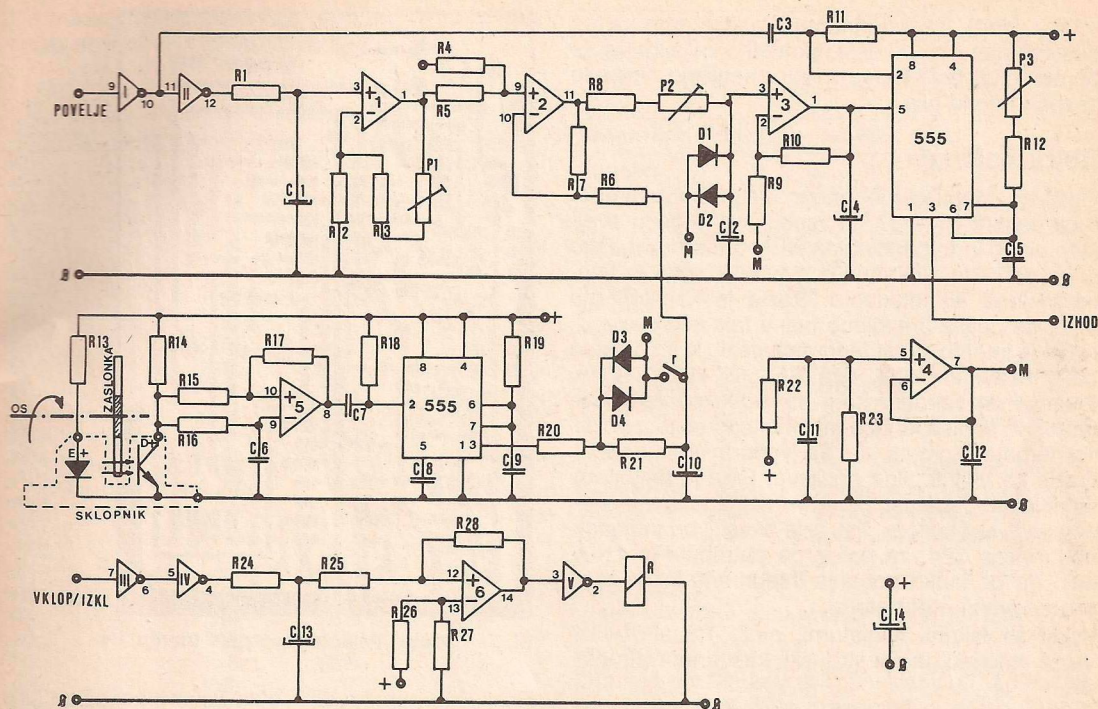 C3
R11
+
R4
9 I 10
11 II 12
R1
POVELJE
3 + 1 1
2 −
R5
9 + 2 11
10 −
R8
P2
3 + 3 1
2 −
8 4
2
5
555
P3
D1
R10
R12
P1
R7
R6
R9
C1
R2
R3
D2
C2
C4
1 3 6 7
C5
M
M
ø
ø
IZHOD
R13
R14
+
ZASLONKA
R17
R18
R19
D3
M
r
8 4
5 + 4 7
6 −
M
OS
R15
10 + 5 8
9 −
C7
2 555 6
7
R22
R23
R16
D4
C6
5 1 3
R20
R21
C11
E+
D+
C8
C9
C10
+
C12
ø
SKLOPNIK
R28
7 III 6
5 IV 4
R24
R25
12 + 6 14
13 −
3 V 2
R
VKLOP/IZKL
R26
R27
+
C13
C14
+
ø
ø
ø